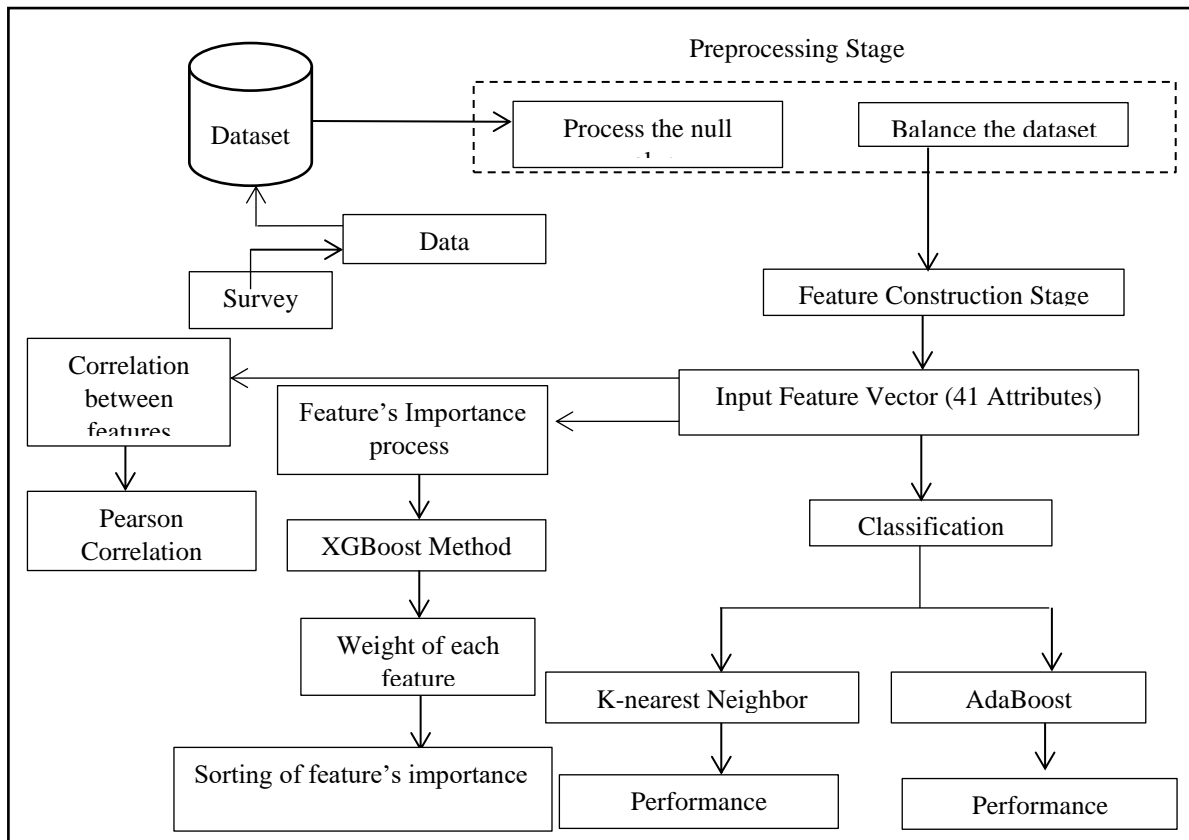 Preprocessing Stage
Dataset
Process the null
Balance the dataset
Data
Survey
Feature Construction Stage
Correlation
between
features
Input Feature Vector (41 Attributes)
Feature’s Importance
process
Pearson
Correlation
XGBoost Method
Classification
Weight of each
feature
K-nearest Neighbor
AdaBoost
Sorting of feature’s importance
Performance
Performance